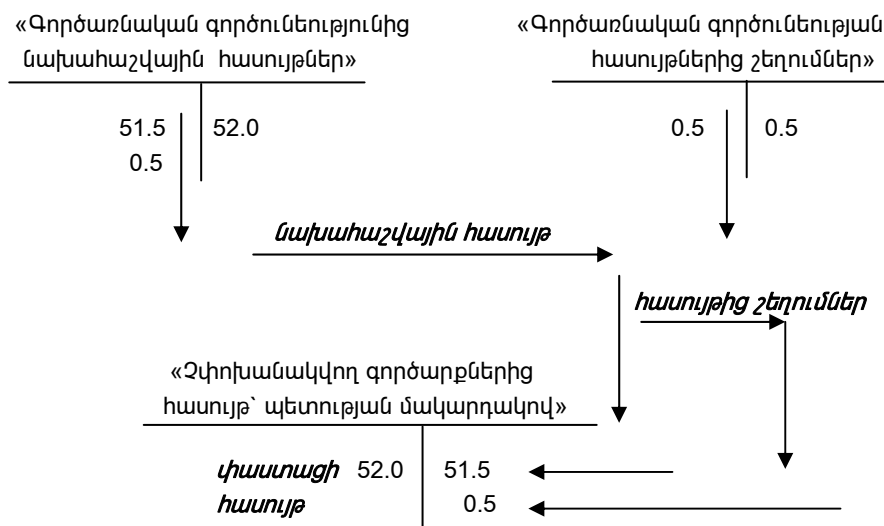 «Գործառնական գործունեությունից
նախահաշվային հասույթներ»
«Գործառնական գործունեության
հասույթներից շեղումներ»
51.5 52.0
0.5
0.5 0.5
նախահաշվային հասույթ
հասույթից շեղումներ
«Չփոխանակվող գործարքներից
հասույթ՝ պետության մակարդակով»
փաստացի 52.0 51.5
հասույթ 0.5